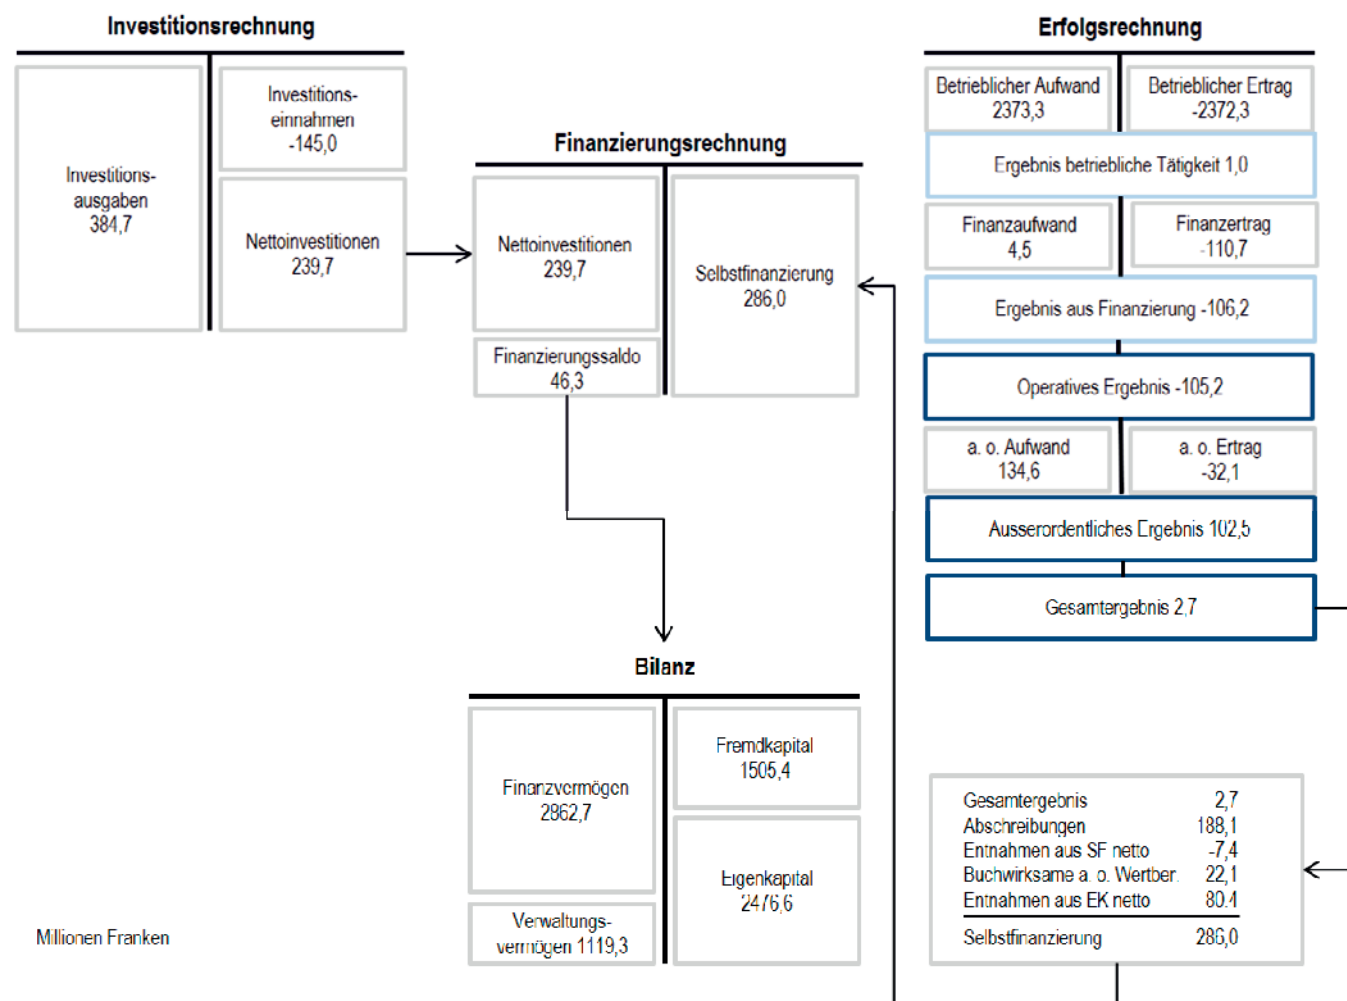 Investitionsrechnung
Investitions-
ausgaben
384,7
Investitions-
einnahmen
-145,0
Nettoinvestitionen
239,7
Finanzierungsrechnung
Nettoinvestitionen
239,7
Finanzierungssaldo
46,3
Selbstfinanzierung
286,0
Erfolgsrechnung
Betrieblicher Aufwand
2373,3
Betrieblicher Ertrag
-2372,3
Ergebnis betriebliche Tätigkeit 1,0
Finanzaufwand
4,5
Finanzertrag
-110,7
Ergebnis aus Finanzierung -106,2
Operatives Ergebnis -105,2
a. o. Aufwand
134,6
a. o. Ertrag
-32,1
Ausserordentliches Ergebnis 102,5
Gesamtergebnis 2,7
Bilanz
Finanzvermögen
2862,7
Verwaltungs-
vermögen 1119,3
Fremdkapital
1505,4
Eigenkapital
2476,6
Gesamtergebnis 2,7
Abschreibungen 188,1
Entnahmen aus SF netto -7,4
Buchwirksame a. o. Wertber. 22,1
Entnahmen aus EK netto 80,4
Selbstfinanzierung 286,0
Millionen Franken